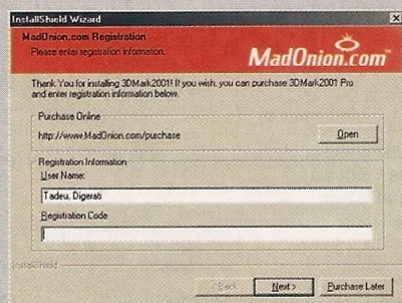 InstallShield Wizard
MadOnion.com Registration
Please enter registration information.
MadOnion.com
Thank You for installing 3DMark2001! If you wish, you can purchase 3DMark2001 Pro
and enter registration information below.
Purchase Online
http://www.MadOnion.com/purchase
Open
Registration Information
User Name:
Tadeu, Digerati
Registration Code
InstallShield
< Back
Next >
Purchase Later